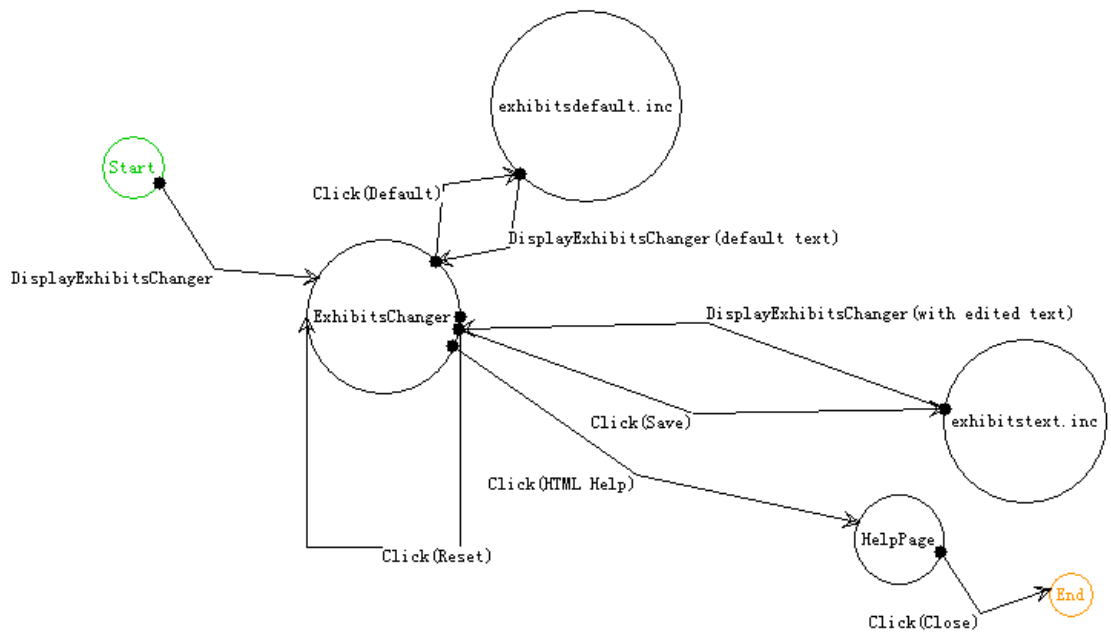 exhibitsdefault.inc
Start
Click(Default)
DisplayExhibitsChanger(default text)
DisplayExhibitsChanger
ExhibitsChanger
DisplayExhibitsChanger(with edited text)
Click(Save)
exhibitstext.inc
Click(HTML Help)
HelpPage
Click(Reset)
End
Click(Close)